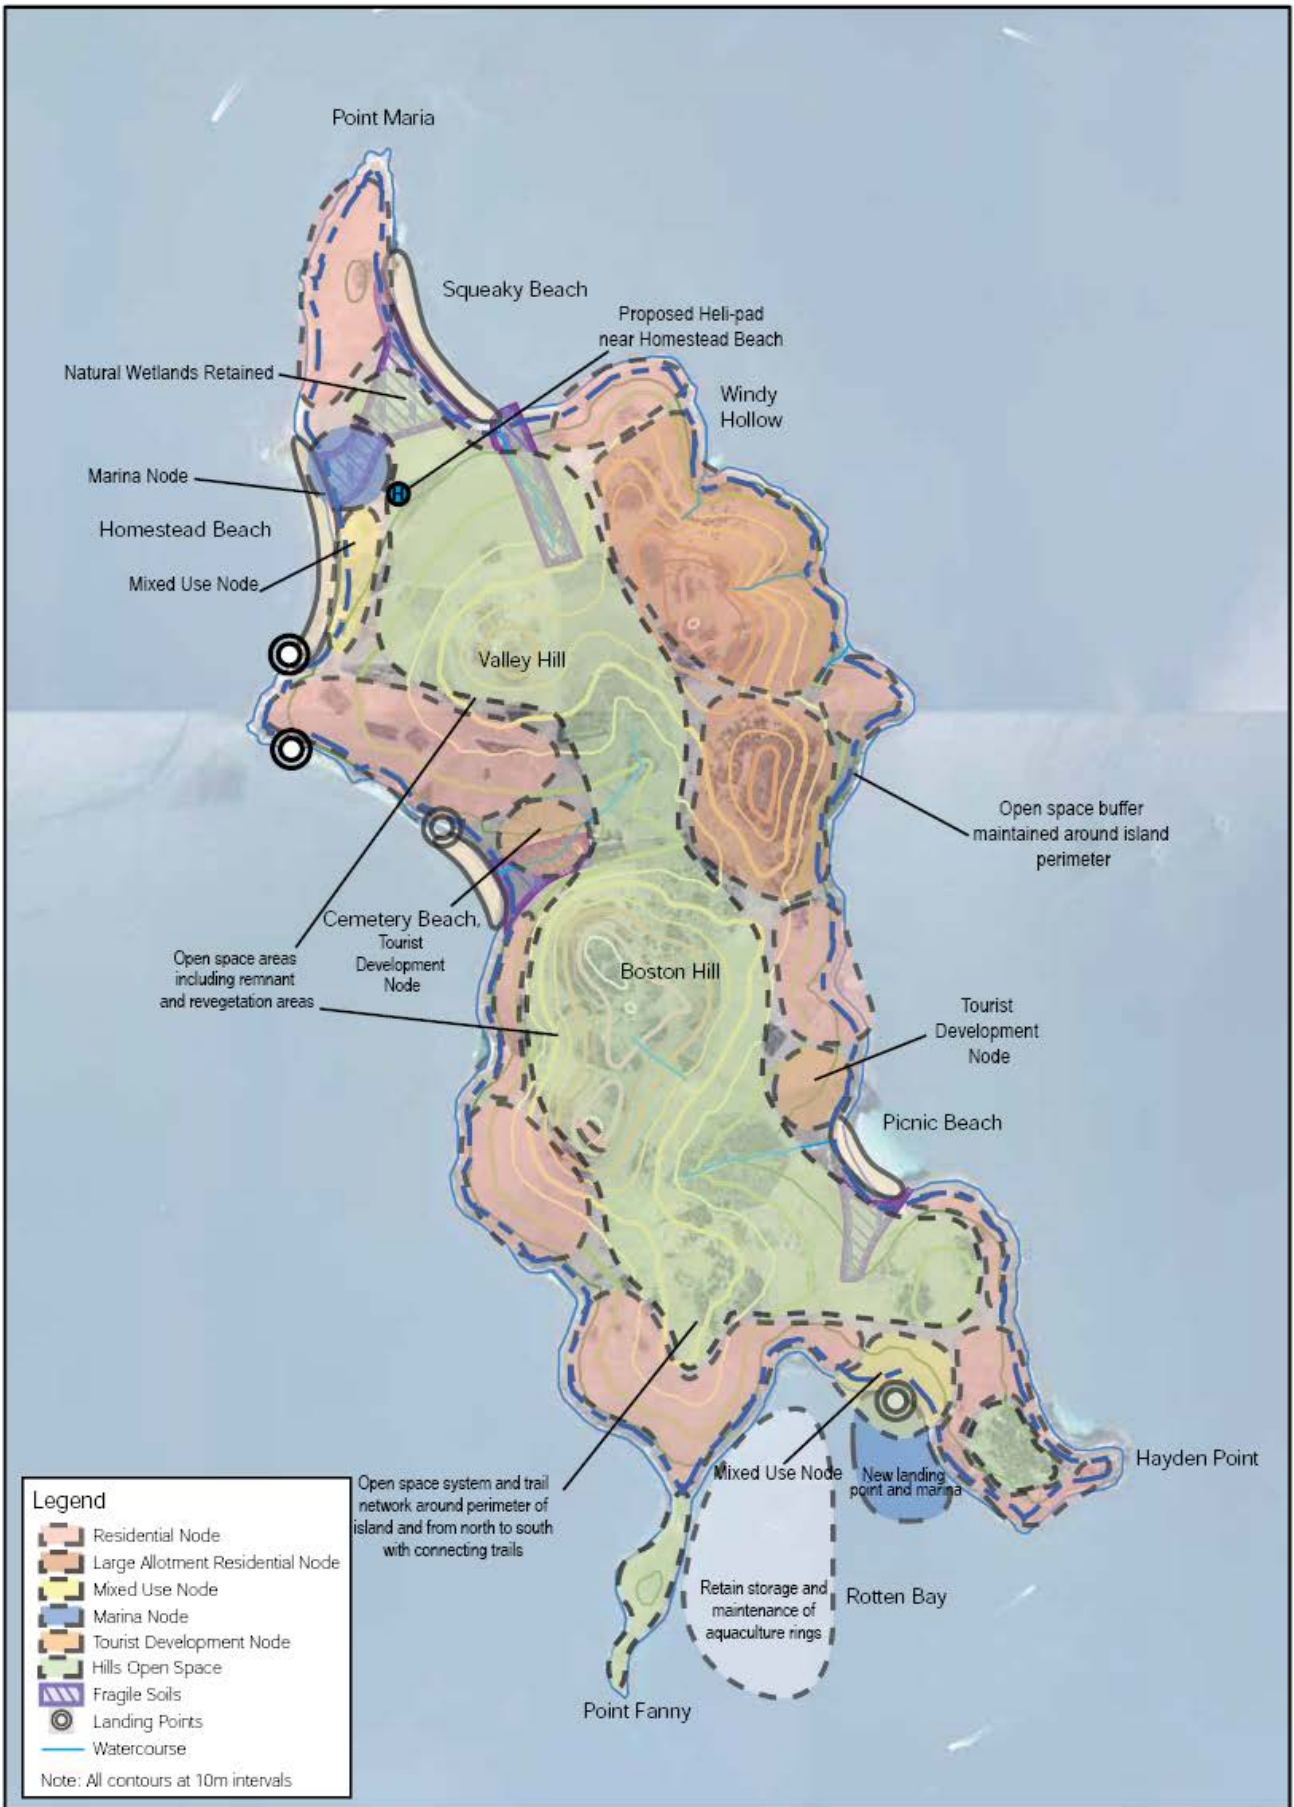 Point Maria
Squeaky Beach
Proposed Heli-pad
near Homestead Beach
Natural Wetlands Retained
Windy
Hollow
Marina Node
H
Homestead Beach
Mixed Use Node
Valley Hill
Open space buffer
maintained around island
perimeter
Cemetery Beach,
Tourist
Development
Node
Open space areas
including remnant
and revegetation areas
Boston Hill
Tourist
Development
Node
Picnic Beach
Hayden Point
Mixed Use Node
New landing
point and marina
Open space system and trail
network around perimeter of
island and from north to south
with connecting trails
Retain storage and
maintenance of
aquaculture rings
Rotten Bay
Point Fanny
Legend
Residential Node
Large Allotment Residential Node
Mixed Use Node
Marina Node
Tourist Development Node
Hills Open Space
Fragile Soils
Landing Points
Watercourse
Note: All contours at 10m intervals